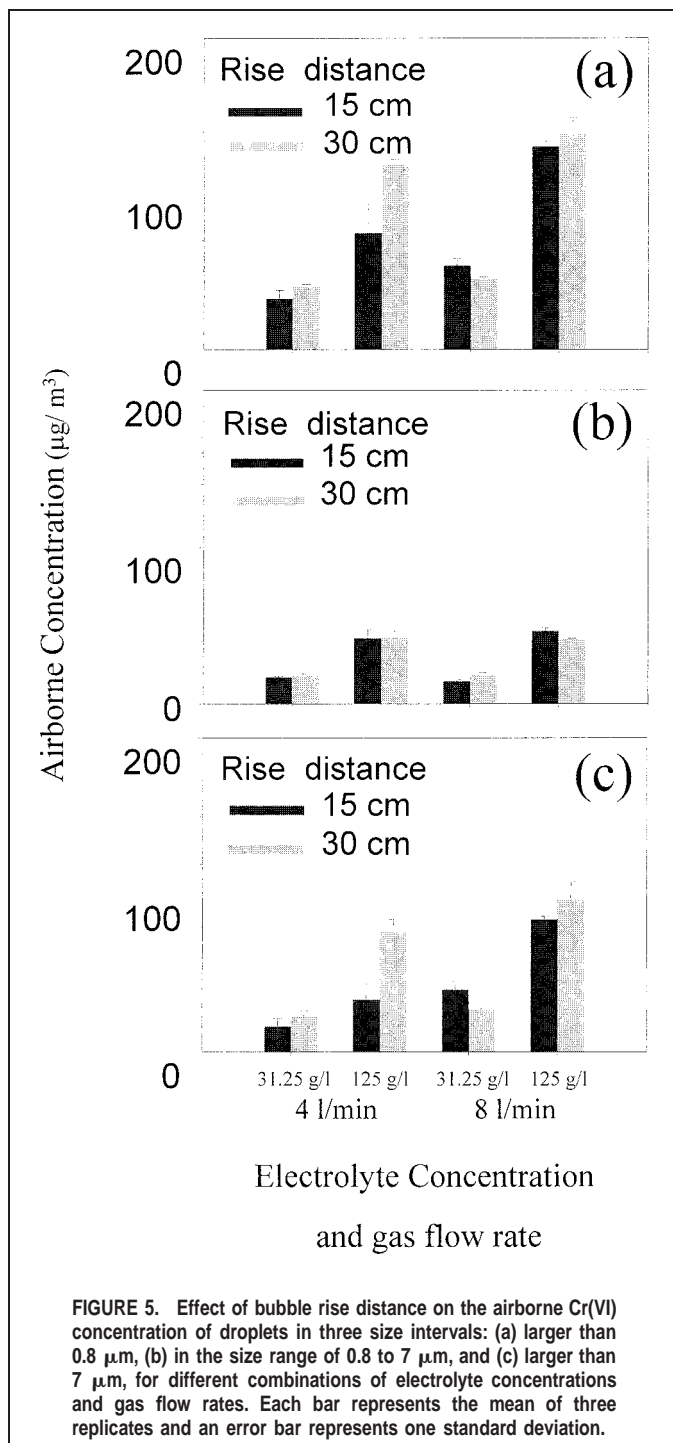 200
Rise distance
15 cm
30 cm
(a)
100
0
200
Rise distance
15 cm
30 cm
(b)
100
0
200
Rise distance
15 cm
30 cm
(c)
100
0
Airborne Concentration (µg/ m³)
31.25 g/l 125 g/l 31.25 g/l 125 g/l
4 l/min 8 l/min
Electrolyte Concentration
and gas flow rate
FIGURE 5. Effect of bubble rise distance on the airborne Cr(VI)
concentration of droplets in three size intervals: (a) larger than
0.8 µm, (b) in the size range of 0.8 to 7 µm, and (c) larger than
7 µm, for different combinations of electrolyte concentrations
and gas flow rates. Each bar represents the mean of three
replicates and an error bar represents one standard deviation.